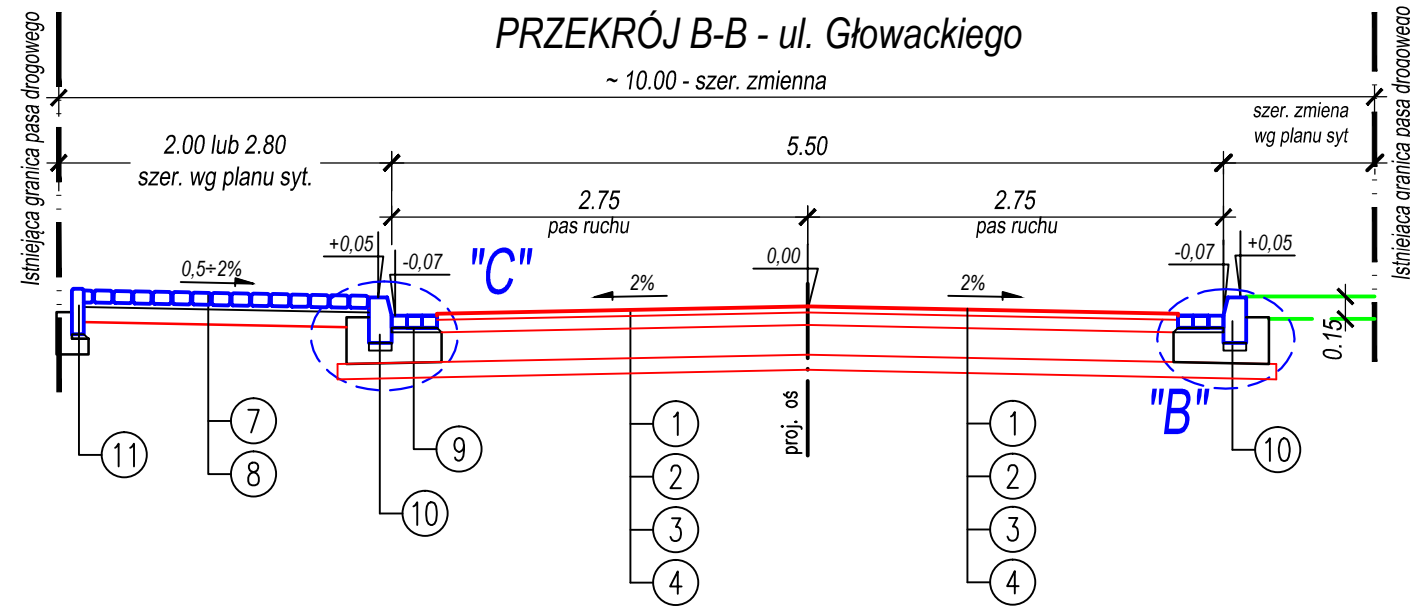 PRZEKRÓJ B-B - ul. Głowackiego
~ 10.00 - szer. zmienna
Istniejąca granica pasa drogowego
Istniejąca granica pasa drogowego
szer. zmiena
wg planu syt
2.00 lub 2.80
szer. wg planu syt.
5.50
2.75
pas ruchu
2.75
pas ruchu
+0,05
-0,07
"C"
0,00
-0,07
+0,05
0,5÷2%
2%
2%
0.15
"B"
proj. oś
7
8
11
9
10
1
2
3
4
1
2
3
4
10